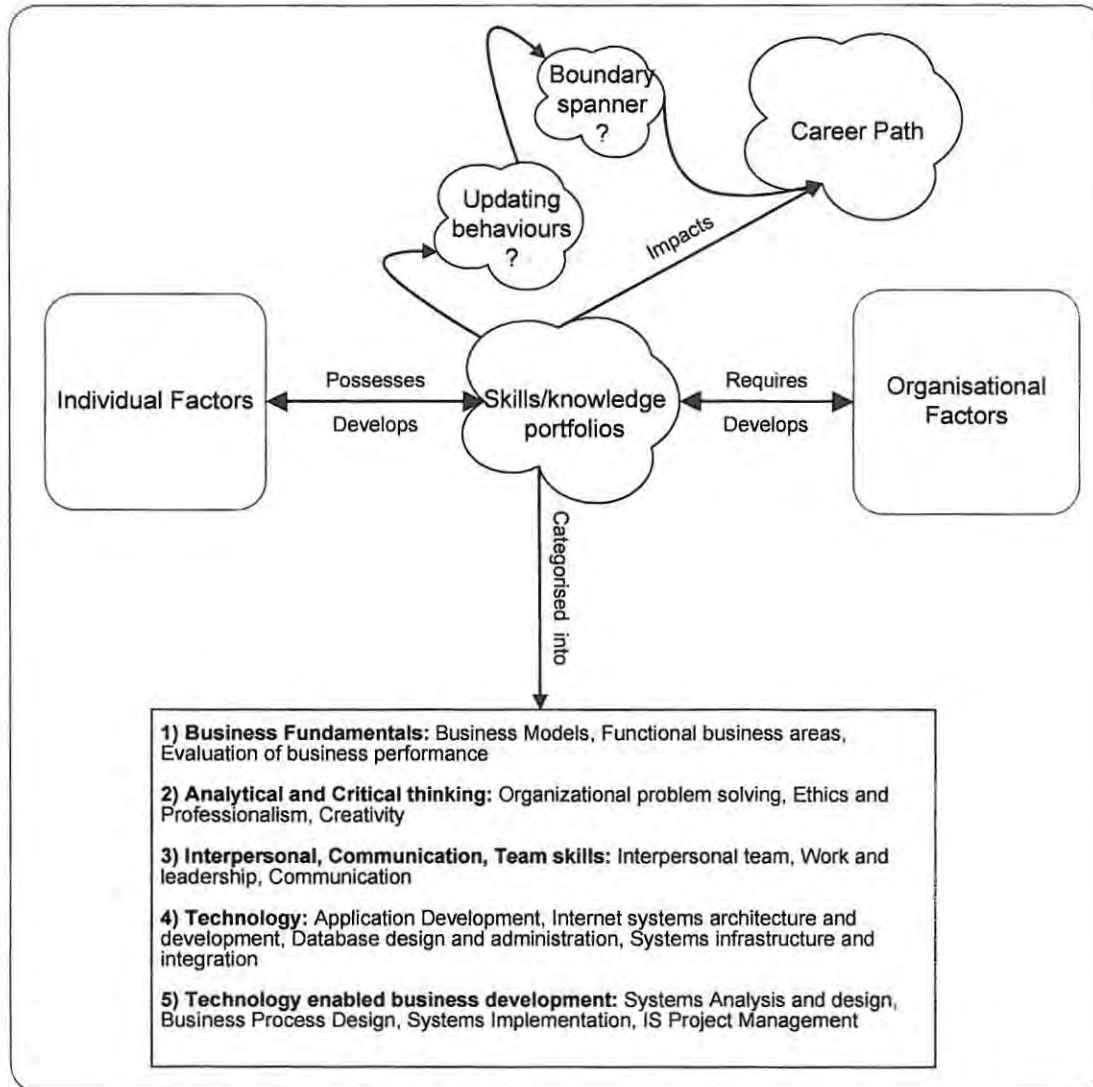 Boundary
spanner
?
Career Path
Updating
behaviours
?
Impacts
Individual Factors
Possesses
Develops
Skills/knowledge
portfolios
Requires
Develops
Organisational
Factors
Categorised into
1) Business Fundamentals: Business Models, Functional business areas,
Evaluation of business performance
2) Analytical and Critical thinking: Organizational problem solving, Ethics and
Professionalism, Creativity
3) Interpersonal, Communication, Team skills: Interpersonal team, Work and
leadership, Communication
4) Technology: Application Development, Internet systems architecture and
development, Database design and administration, Systems infrastructure and
integration
5) Technology enabled business development: Systems Analysis and design,
Business Process Design, Systems Implementation, IS Project Management